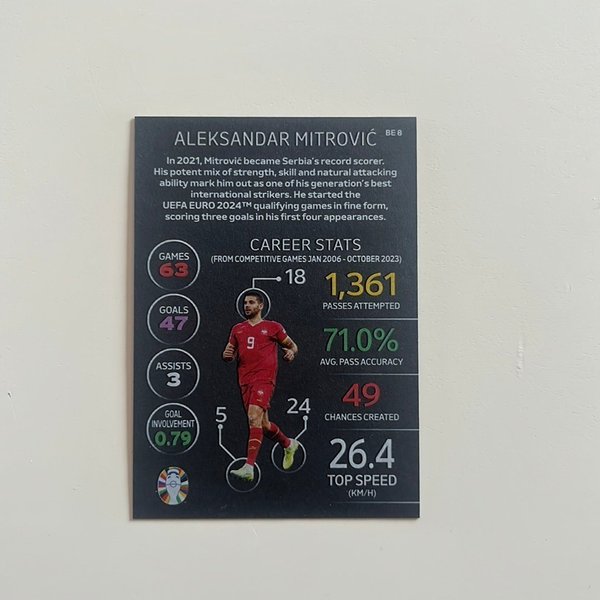 ALEKSANDAR MITROVIĆ
BE 8
In 2021, Mitrović became Serbia's record scorer.
His potent mix of strength, skill and natural attacking
ability mark him out as one of his generation's best
international strikers. He started the
UEFA EURO 2024™ qualifying games in fine form,
scoring three goals in his first four appearances.
CAREER STATS
(FROM COMPETITIVE GAMES JAN 2006 - OCTOBER 2023)
GAMES
63
GOALS
47
ASSISTS
3
GOAL
INVOLVEMENT
0.79
18
9
5
24
1,361
PASSES ATTEMPTED
71.0%
AVG. PASS ACCURACY
49
CHANCES CREATED
26.4
TOP SPEED
(KM/H)